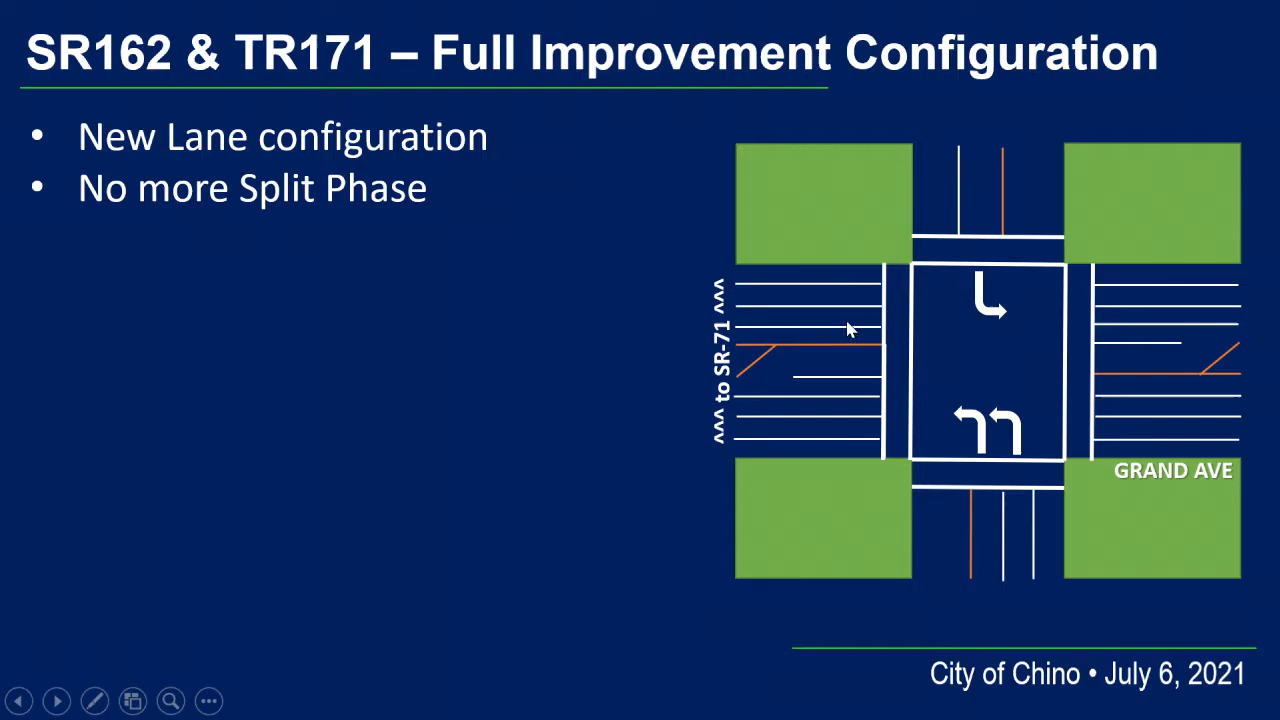 SR162 & TR171 – Full Improvement Configuration
• New Lane configuration
• No more Split Phase
^^^ to SR-71 ^^^
GRAND AVE
City of Chino • July 6, 2021